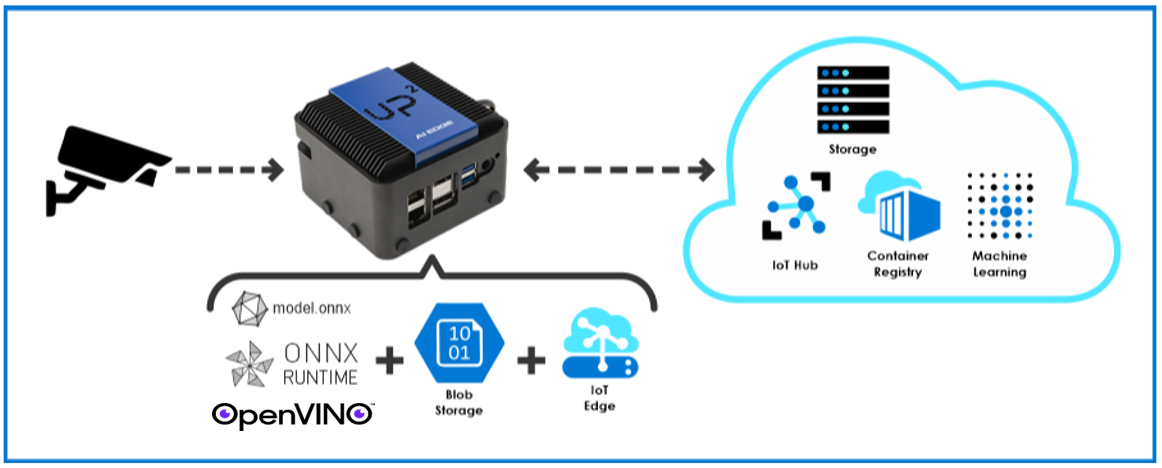 UP²
AI EDGE
Storage
IoT Hub
Container
Registry
Machine
Learning
model.onnx
ONNX
RUNTIME
OpenVINO™
10
01
Blob
Storage
IoT
Edge